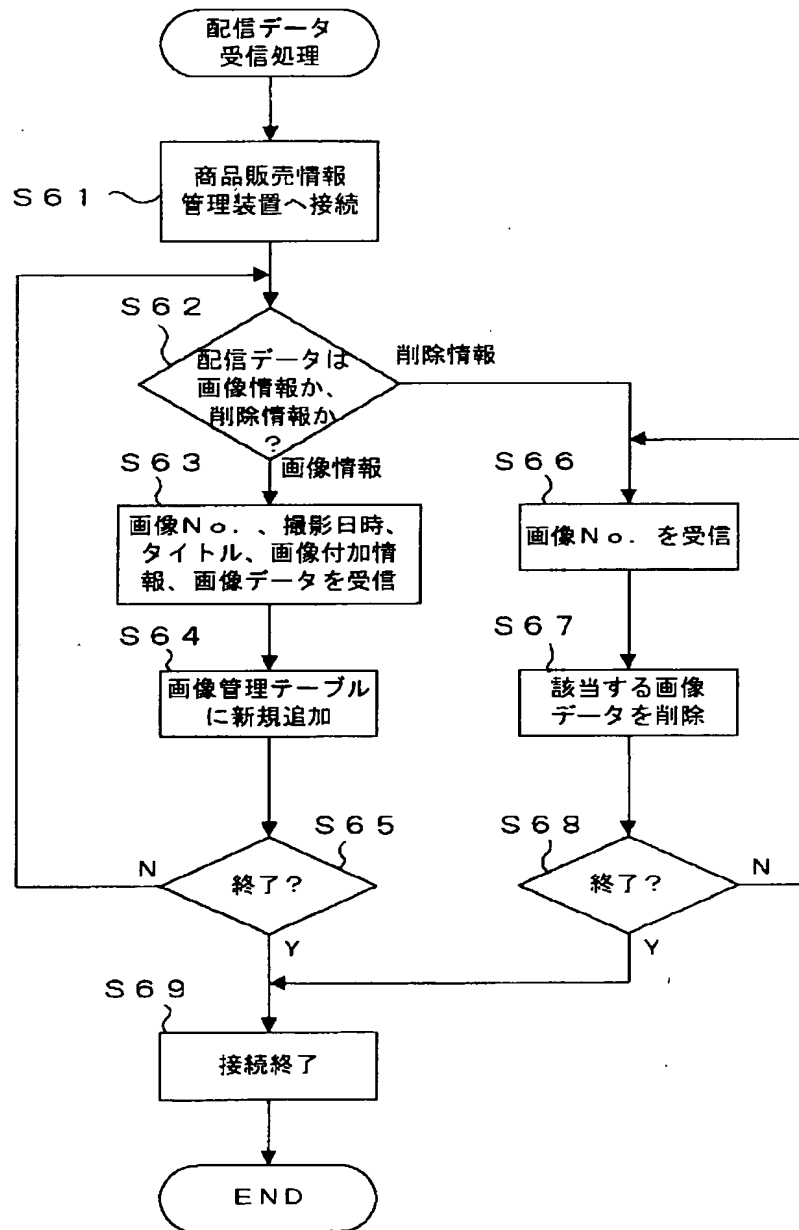 配信データ
受信処理
S61
商品販売情報
管理装置へ接続
S62
配信データは
画像情報か、
削除情報か
?
削除情報
画像情報
S63
画像No.、撮影日時、
タイトル、画像付加情
報、画像データを受信
S64
画像管理テーブル
に新規追加
S65
終了?
N
Y
S66
画像No.を受信
S67
該当する画像
データを削除
S68
終了?
N
Y
S69
接続終了
END